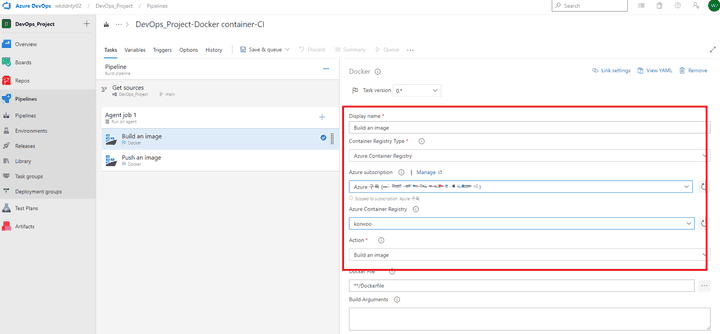 Azure DevOps
wkddnty02 / DevOps_Project / Pipelines
Search
DevOps_Project
DevOps_Project-Docker container-CI
Overview
Boards
Repos
Pipelines
Pipelines
Environments
Releases
Library
Task groups
Deployment groups
Test Plans
Artifacts
Tasks Variables Triggers Options History
Save & queue Discard Summary Queue
Pipeline
Build pipeline
Get sources
DevOps_Project main
Agent job 1
Run on agent
Build an image
Docker
Push an image
Docker
Docker
Link settings View YAML Remove
Task version 0.*
Display name *
Build an image
Container Registry Type *
Azure Container Registry
Azure subscription | Manage
Azure 구독
Scoped to subscription 'Azure 구독'
Azure Container Registry
konwoo
Action *
Build an image
Docker File *
**/Dockerfile
Build Arguments